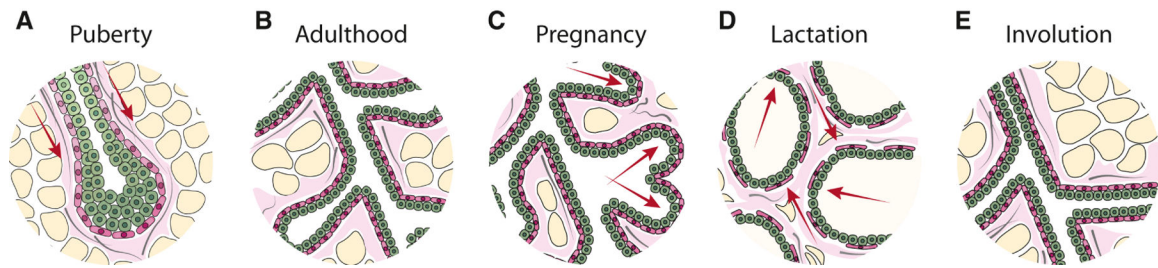 A Puberty
B Adulthood
C Pregnancy
D Lactation
E Involution